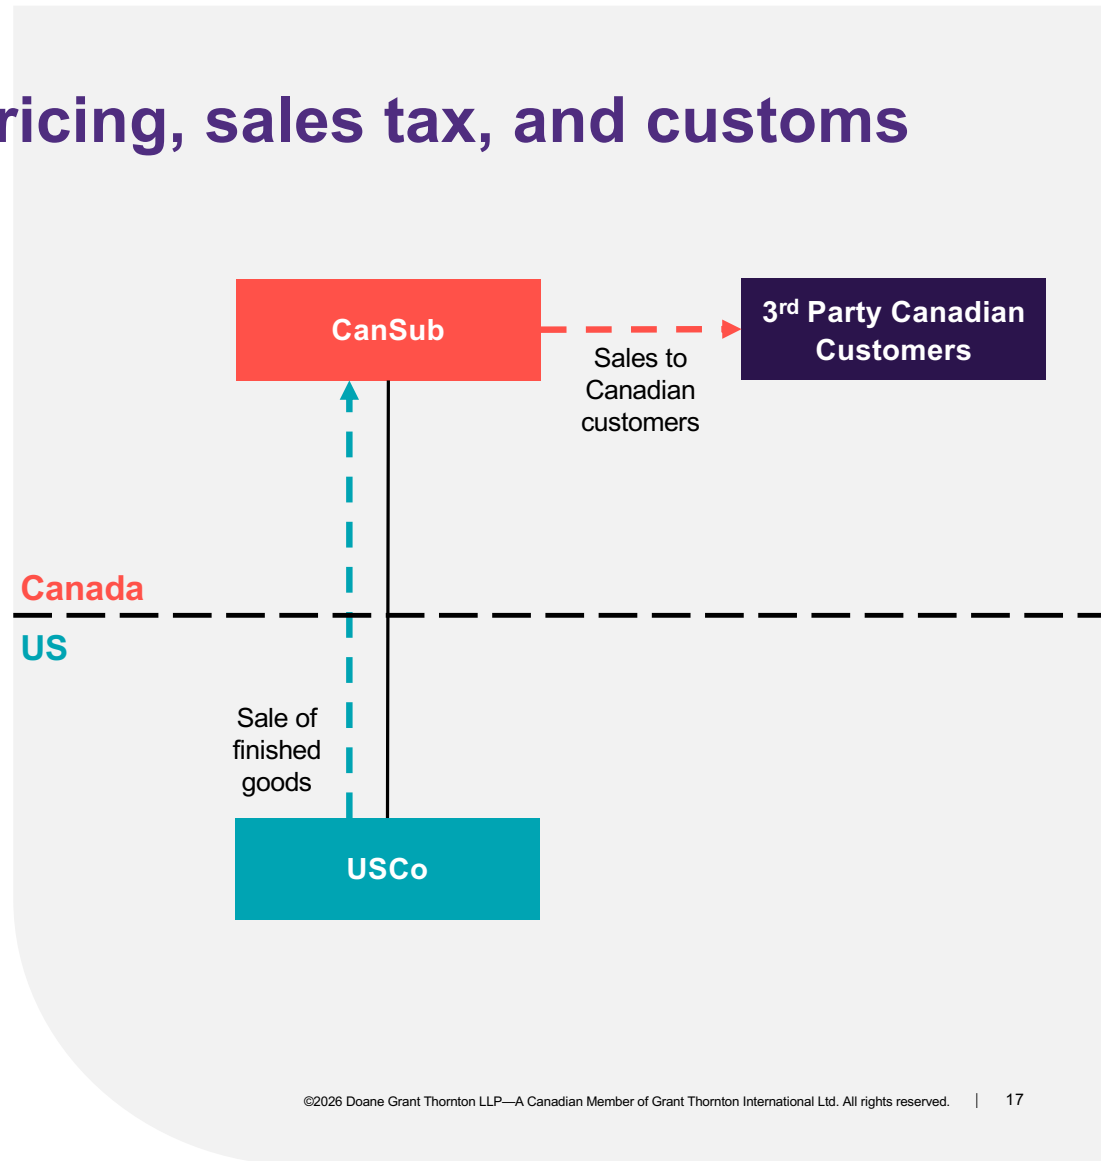 ricing, sales tax, and customs
CanSub
3rd Party Canadian
Customers
Sales to
Canadian
customers
Canada
US
Sale of
finished
goods
USCo
©2026 Doane Grant Thornton LLP—A Canadian Member of Grant Thornton International Ltd. All rights reserved. | 17